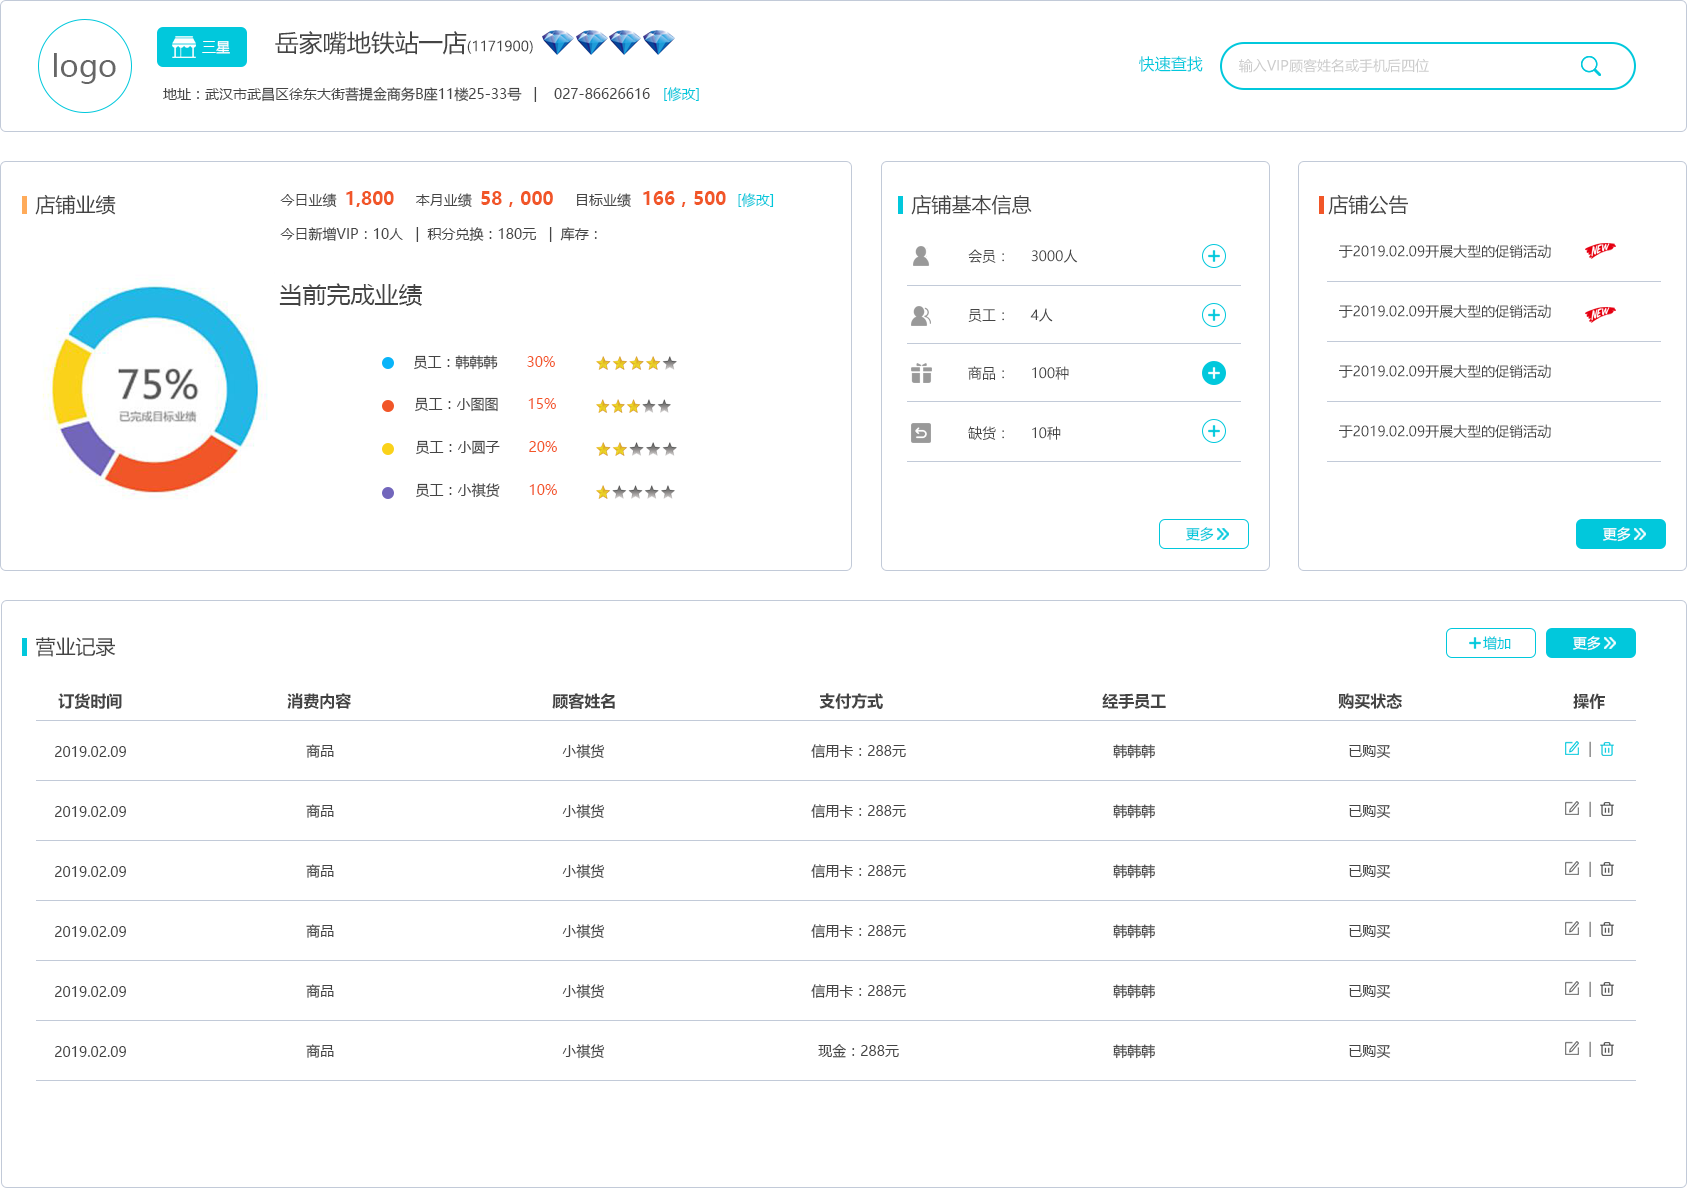 logo
三星
岳家嘴地铁站一店(1171900)
地址：武汉市武昌区徐东大街菩提金商务B座11楼25-33号 | 027-86626616 [修改]
快速查找
输入VIP顾客姓名或手机后四位
店铺业绩
今日业绩 1,800 本月业绩 58，000 目标业绩 166，500 [修改]
今日新增VIP：10人 | 积分兑换：180元 | 库存：
当前完成业绩
75%
已完成目标业绩
员工：韩韩韩 30%
员工：小图图 15%
员工：小圆子 20%
员工：小祺货 10%
店铺基本信息
会员： 3000人
员工： 4人
商品： 100种
缺货： 10种
更多
店铺公告
于2019.02.09开展大型的促销活动 NEW
于2019.02.09开展大型的促销活动 NEW
于2019.02.09开展大型的促销活动
于2019.02.09开展大型的促销活动
更多
营业记录
+增加 更多
订货时间 消费内容 顾客姓名 支付方式 经手员工 购买状态 操作
2019.02.09 商品 小祺货 信用卡：288元 韩韩韩 已购买 |
2019.02.09 商品 小祺货 信用卡：288元 韩韩韩 已购买 |
2019.02.09 商品 小祺货 信用卡：288元 韩韩韩 已购买 |
2019.02.09 商品 小祺货 信用卡：288元 韩韩韩 已购买 |
2019.02.09 商品 小祺货 信用卡：288元 韩韩韩 已购买 |
2019.02.09 商品 小祺货 现金：288元 韩韩韩 已购买 |